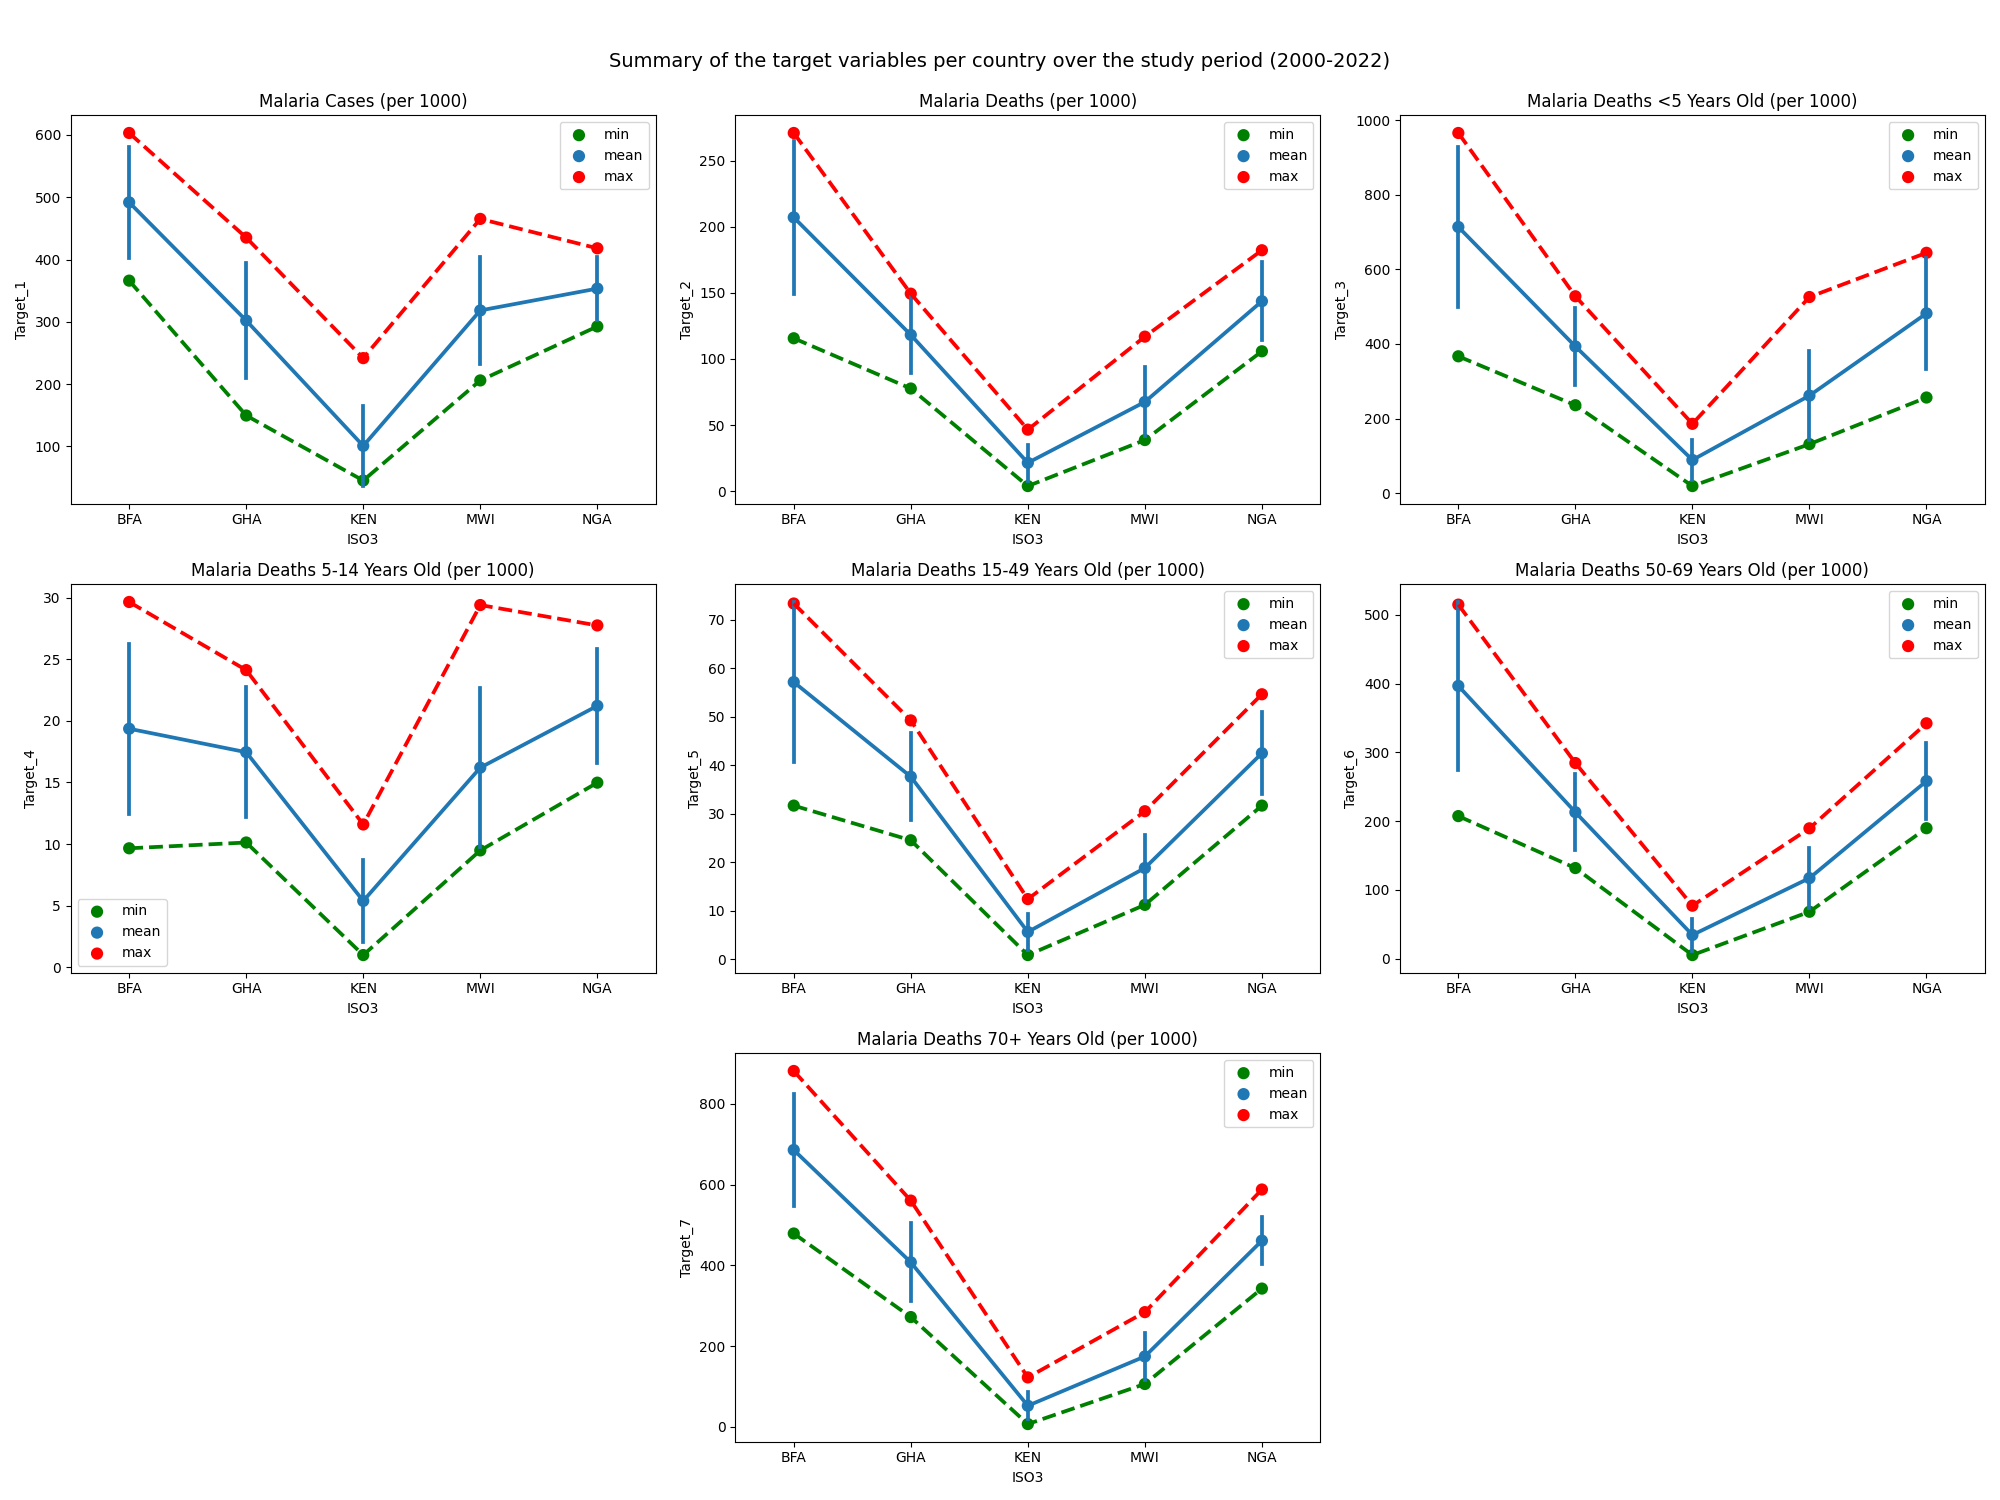 Summary of the target variables per country over the study period (2000-2022)
Malaria Cases (per 1000)
600
500
400
300
200
100
Target_1
min
mean
max
BFA GHA KEN MWI NGA
ISO3
Malaria Deaths (per 1000)
250
200
150
100
50
0
Target_2
min
mean
max
BFA GHA KEN MWI NGA
ISO3
Malaria Deaths <5 Years Old (per 1000)
1000
800
600
400
200
0
Target_3
min
mean
max
BFA GHA KEN MWI NGA
ISO3
Malaria Deaths 5-14 Years Old (per 1000)
30
25
20
15
10
5
0
Target_4
min
mean
max
BFA GHA KEN MWI NGA
ISO3
Malaria Deaths 15-49 Years Old (per 1000)
70
60
50
40
30
20
10
0
Target_5
min
mean
max
BFA GHA KEN MWI NGA
ISO3
Malaria Deaths 50-69 Years Old (per 1000)
500
400
300
200
100
0
Target_6
min
mean
max
BFA GHA KEN MWI NGA
ISO3
Malaria Deaths 70+ Years Old (per 1000)
800
600
400
200
0
Target_7
min
mean
max
BFA GHA KEN MWI NGA
ISO3